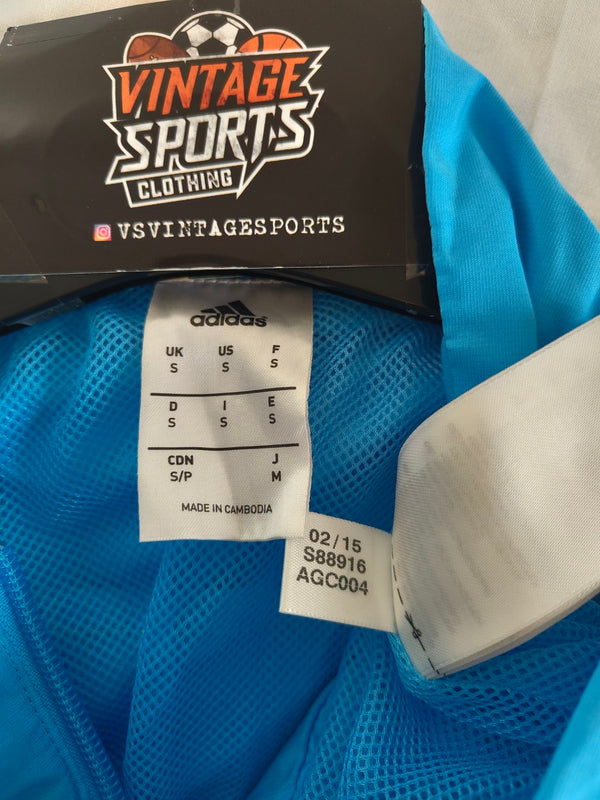 VINTAGE
SPORTS
CLOTHING
VSVINTAGESPORTS
adidas
UK US F
S S S
D I E
S S S
CDN J
S/P M
MADE IN CAMBODIA
02/15
S88916
AGC004